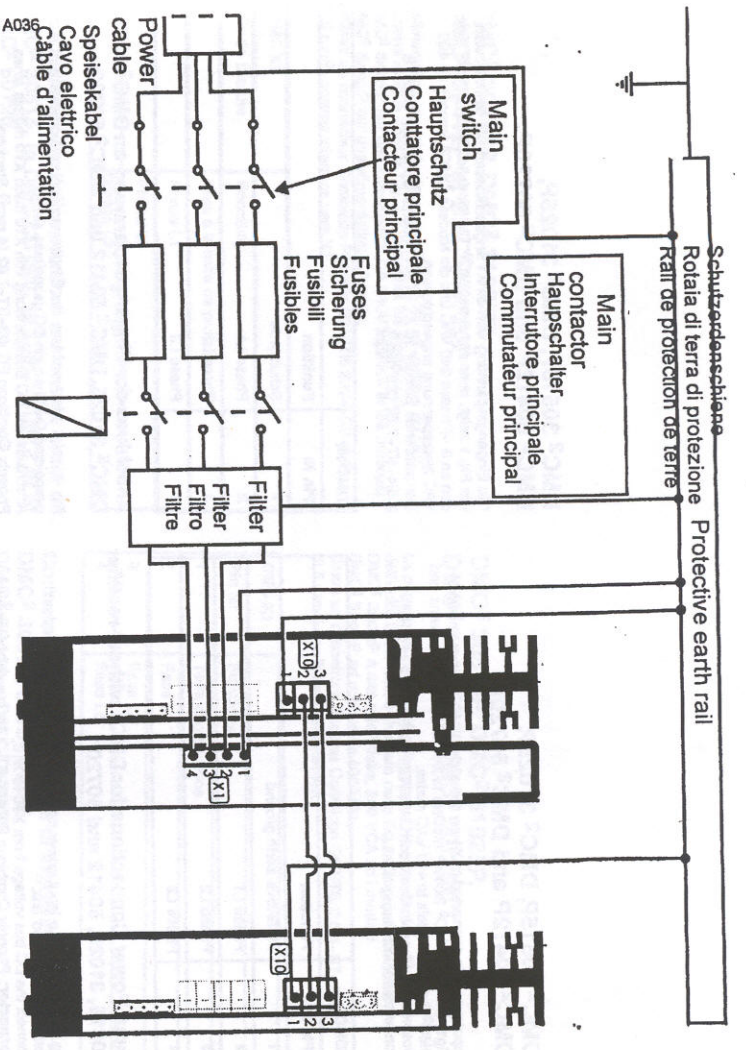 A036
Power
cable
Speisekabel
Cavo elettrico
Câble d'alimentation
Main
switch
Hauptschutz
Conttatore principale
Contacteur principal
Fuses
Sicherung
Fusibili
Fusibles
Main
contactor
Haupschalter
Interrutore principale
Commutateur principal
Schutzerdenschiene
Rotaia di terra di protezione
Rail de protection de terre
Protective earth rail
Filter
Filter
Filtro
Filtre
X10
1
2
3
X1
1
2
3
4
X10
1
2
3